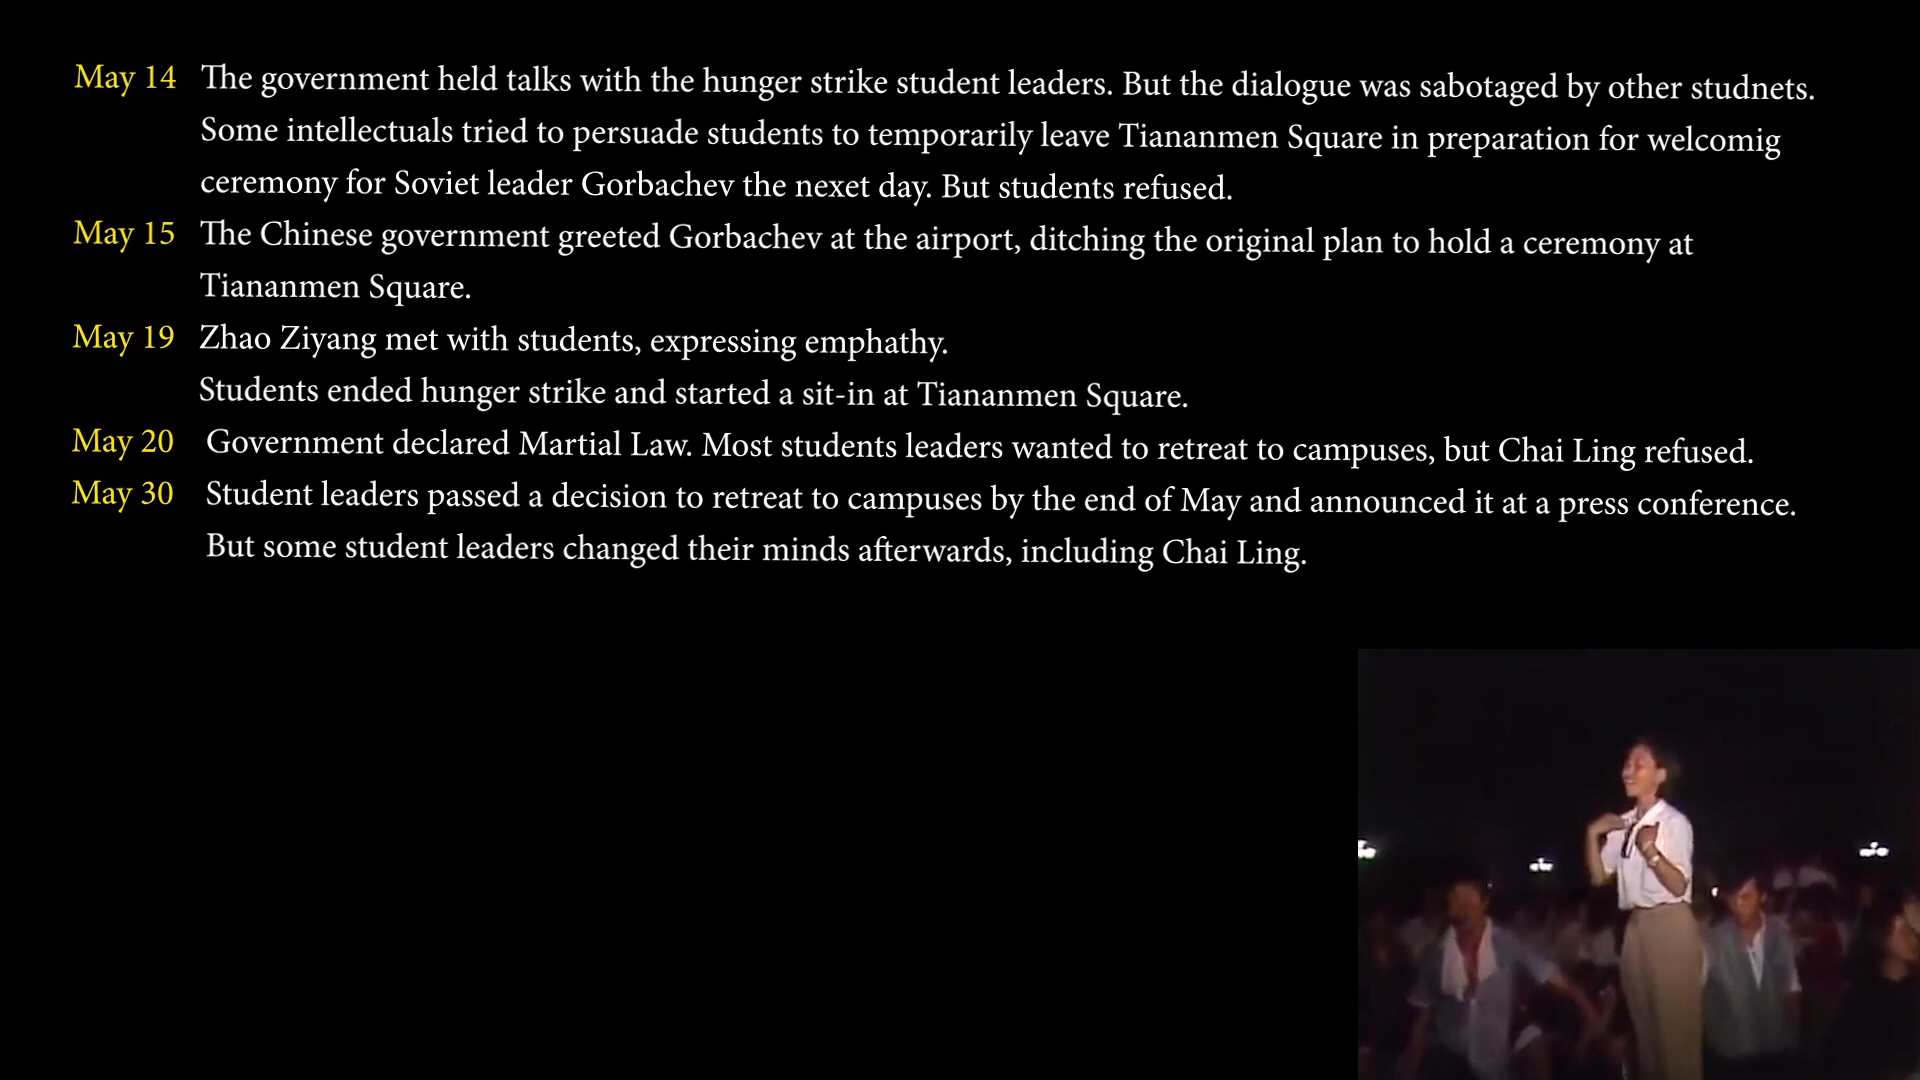 May 14 The government held talks with the hunger strike student leaders. But the dialogue was sabotaged by other studnets.
Some intellectuals tried to persuade students to temporarily leave Tiananmen Square in preparation for welcomig
ceremony for Soviet leader Gorbachev the nexet day. But students refused.
May 15 The Chinese government greeted Gorbachev at the airport, ditching the original plan to hold a ceremony at
Tiananmen Square.
May 19 Zhao Ziyang met with students, expressing emphathy.
Students ended hunger strike and started a sit-in at Tiananmen Square.
May 20 Government declared Martial Law. Most students leaders wanted to retreat to campuses, but Chai Ling refused.
May 30 Student leaders passed a decision to retreat to campuses by the end of May and announced it at a press conference.
But some student leaders changed their minds afterwards, including Chai Ling.